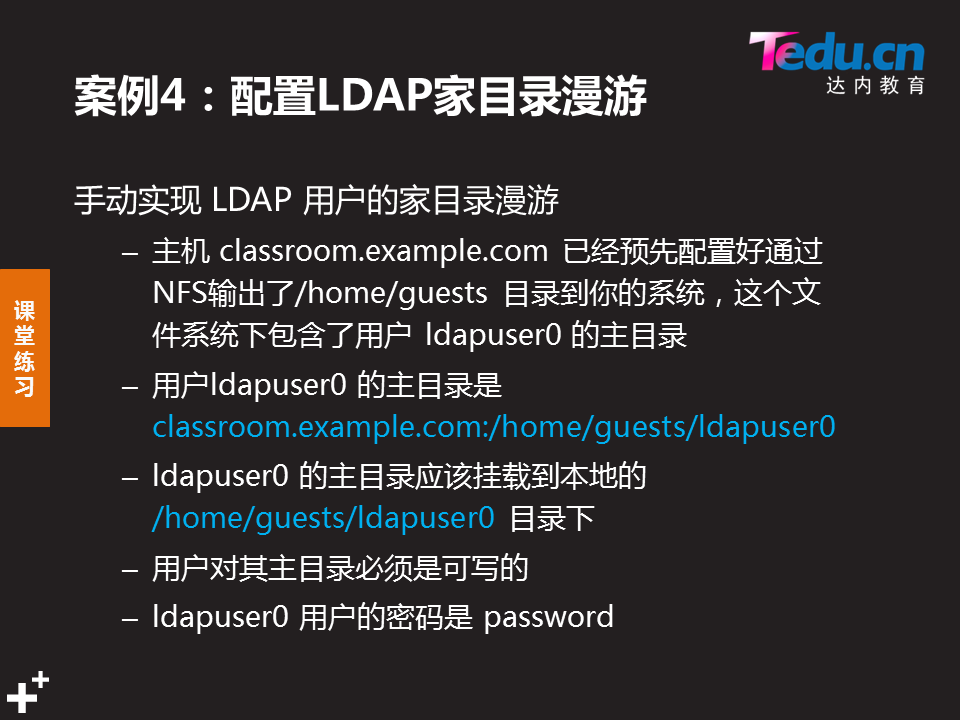 Tedu.cn
达内教育
案例4：配置LDAP家目录漫游
手动实现 LDAP 用户的家目录漫游
– 主机 classroom.example.com 已经预先配置好通过
NFS输出了/home/guests 目录到你的系统，这个文
件系统下包含了用户 ldapuser0 的主目录
– 用户ldapuser0 的主目录是
classroom.example.com:/home/guests/ldapuser0
– ldapuser0 的主目录应该挂载到本地的
/home/guests/ldapuser0 目录下
– 用户对其主目录必须是可写的
– ldapuser0 用户的密码是 password
课
堂
练
习